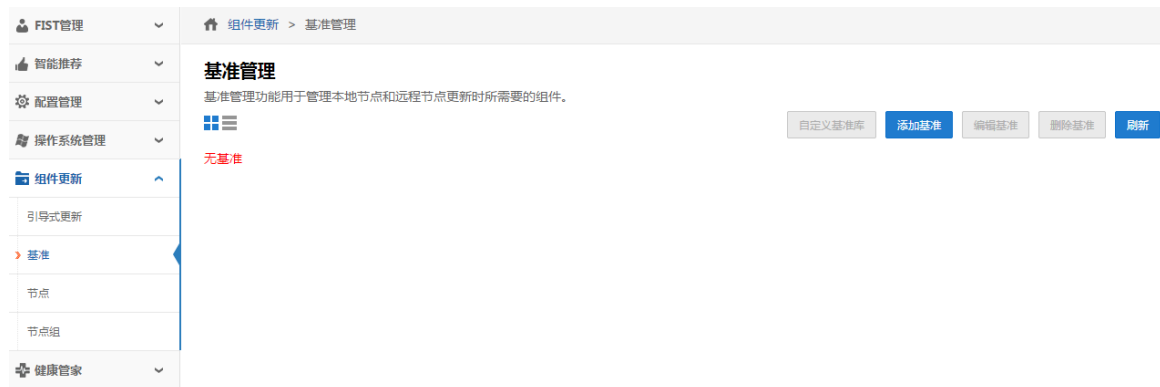 FIST管理
智能推荐
配置管理
操作系统管理
组件更新
引导式更新
基准
节点
节点组
健康管家
组件更新 > 基准管理
基准管理
基准管理功能用于管理本地节点和远程节点更新时所需要的组件。
自定义基准库 添加基准 编辑基准 删除基准 刷新
无基准